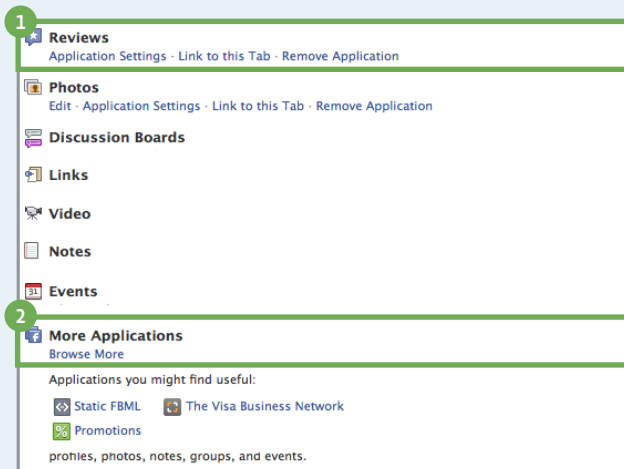 1
Reviews
Application Settings · Link to this Tab · Remove Application
Photos
Edit · Application Settings · Link to this Tab · Remove Application
Discussion Boards
Links
Video
Notes
31 Events
2
More Applications
Browse More
Applications you might find useful:
Static FBML The Visa Business Network
% Promotions
profiles, photos, notes, groups, and events.